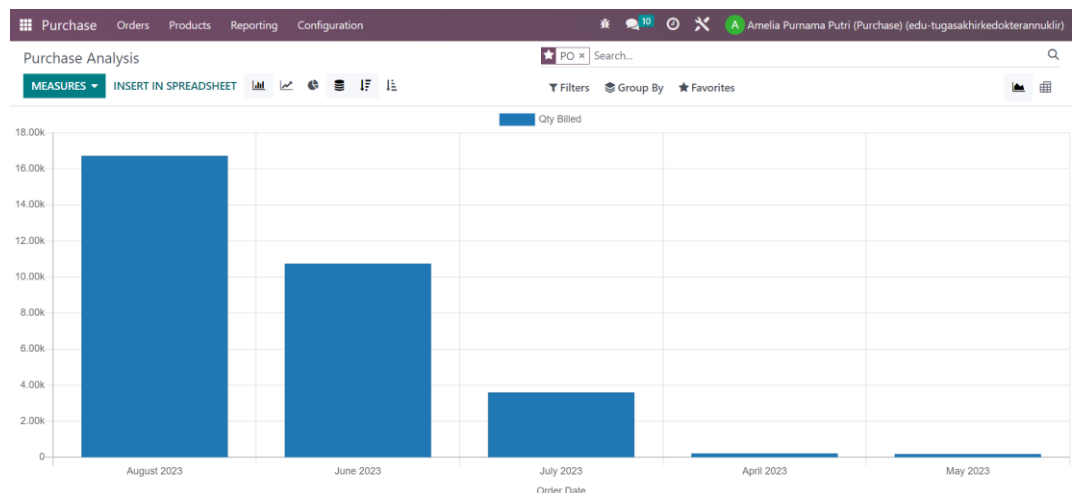 Purchase Orders Products Reporting Configuration 10 A Amelia Purnama Putri (Purchase) (edu-tugasakhirkedokterannuklir)
Purchase Analysis PO × Search...
MEASURES INSERT IN SPREADSHEET Filters Group By Favorites
Qty Billed
18.00k
16.00k
14.00k
12.00k
10.00k
8.00k
6.00k
4.00k
2.00k
0
August 2023 June 2023 July 2023 April 2023 May 2023
Order Date